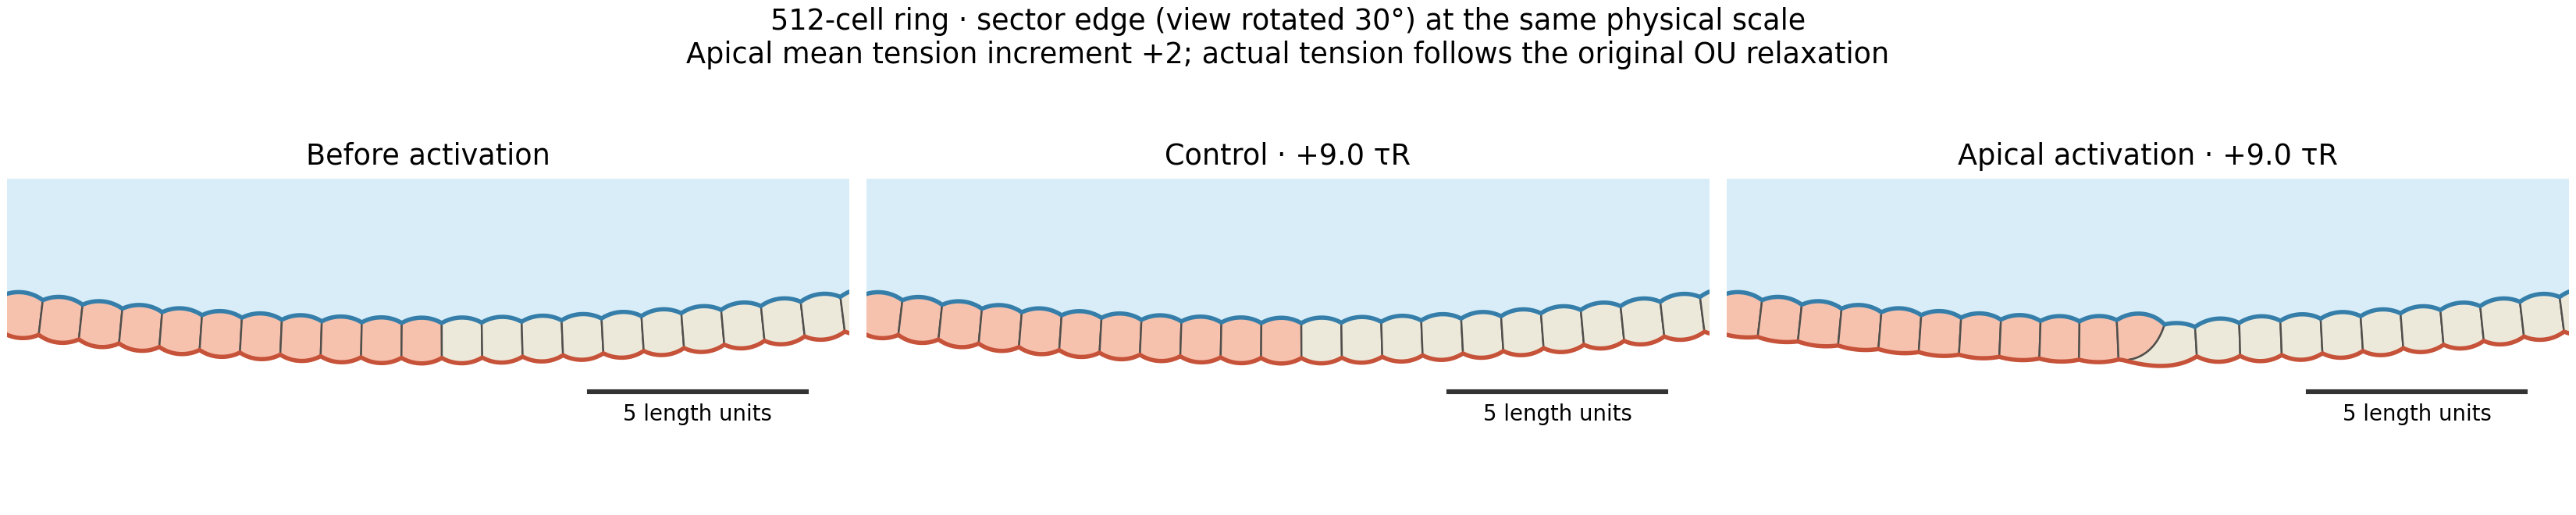 512-cell ring · sector edge (view rotated 30°) at the same physical scale
Apical mean tension increment +2; actual tension follows the original OU relaxation
Before activation
Control · +9.0 τR
Apical activation · +9.0 τR
5 length units
5 length units
5 length units